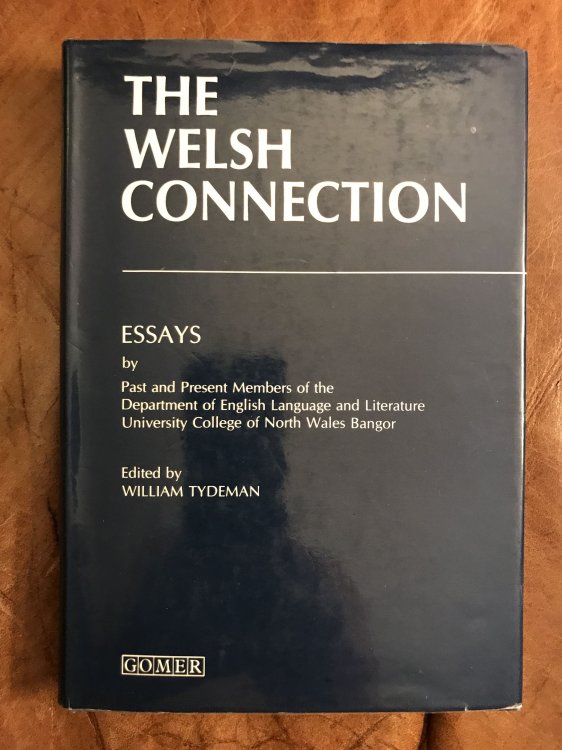 THE
WELSH
CONNECTION
ESSAYS
by
Past and Present Members of the
Department of English Language and Literature
University College of North Wales Bangor
Edited by
WILLIAM TYDEMAN
GOMER